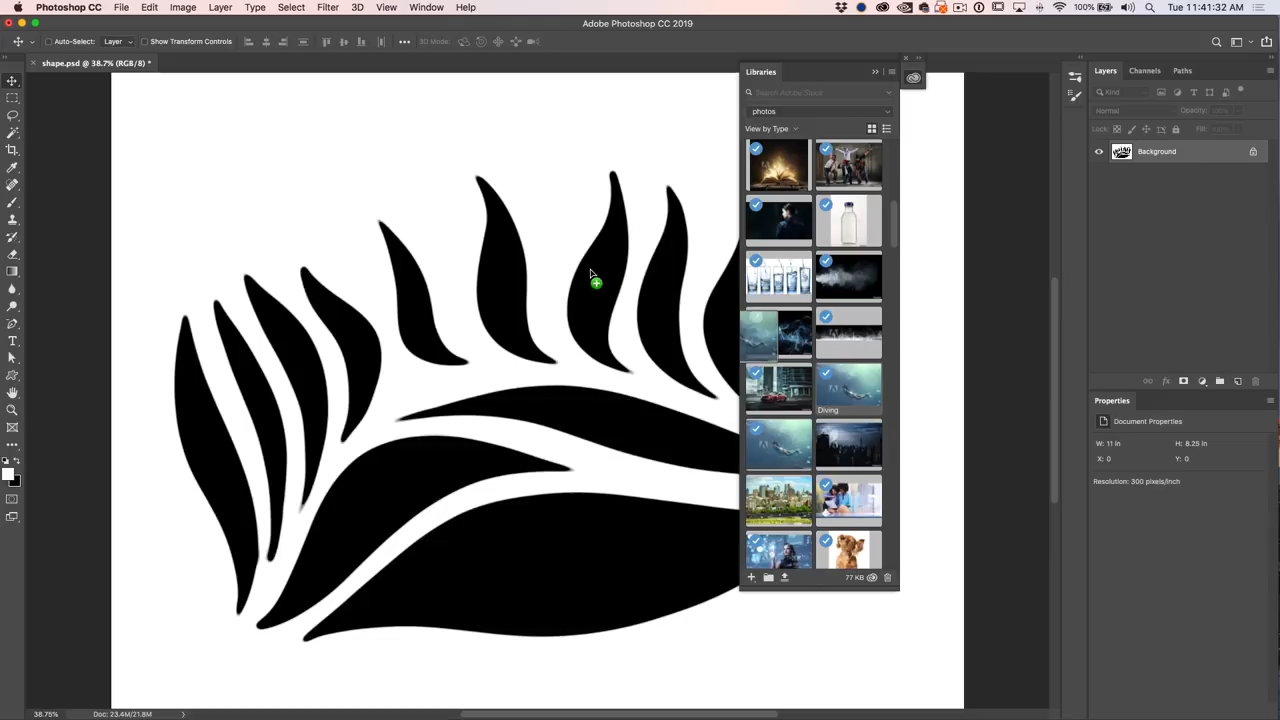 Photoshop CC File Edit Image Layer Type Select Filter 3D View Window Help 100% Tue 11:41:32 AM
Adobe Photoshop CC 2019
Auto-Select: Layer Show Transform Controls 3D Mode:
shape.psd @ 38.7% (RGB/8) *
Libraries
Search Adobe Stock
photos
View by Type
Diving
77 KB
Layers Channels Paths
Kind
Normal Opacity:
Lock: Fill:
Background
Properties
Document Properties
W: 11 in H: 8.25 in
X: 0 Y: 0
Resolution: 300 pixels/inch
38.75% Doc: 23.4M/21.8M